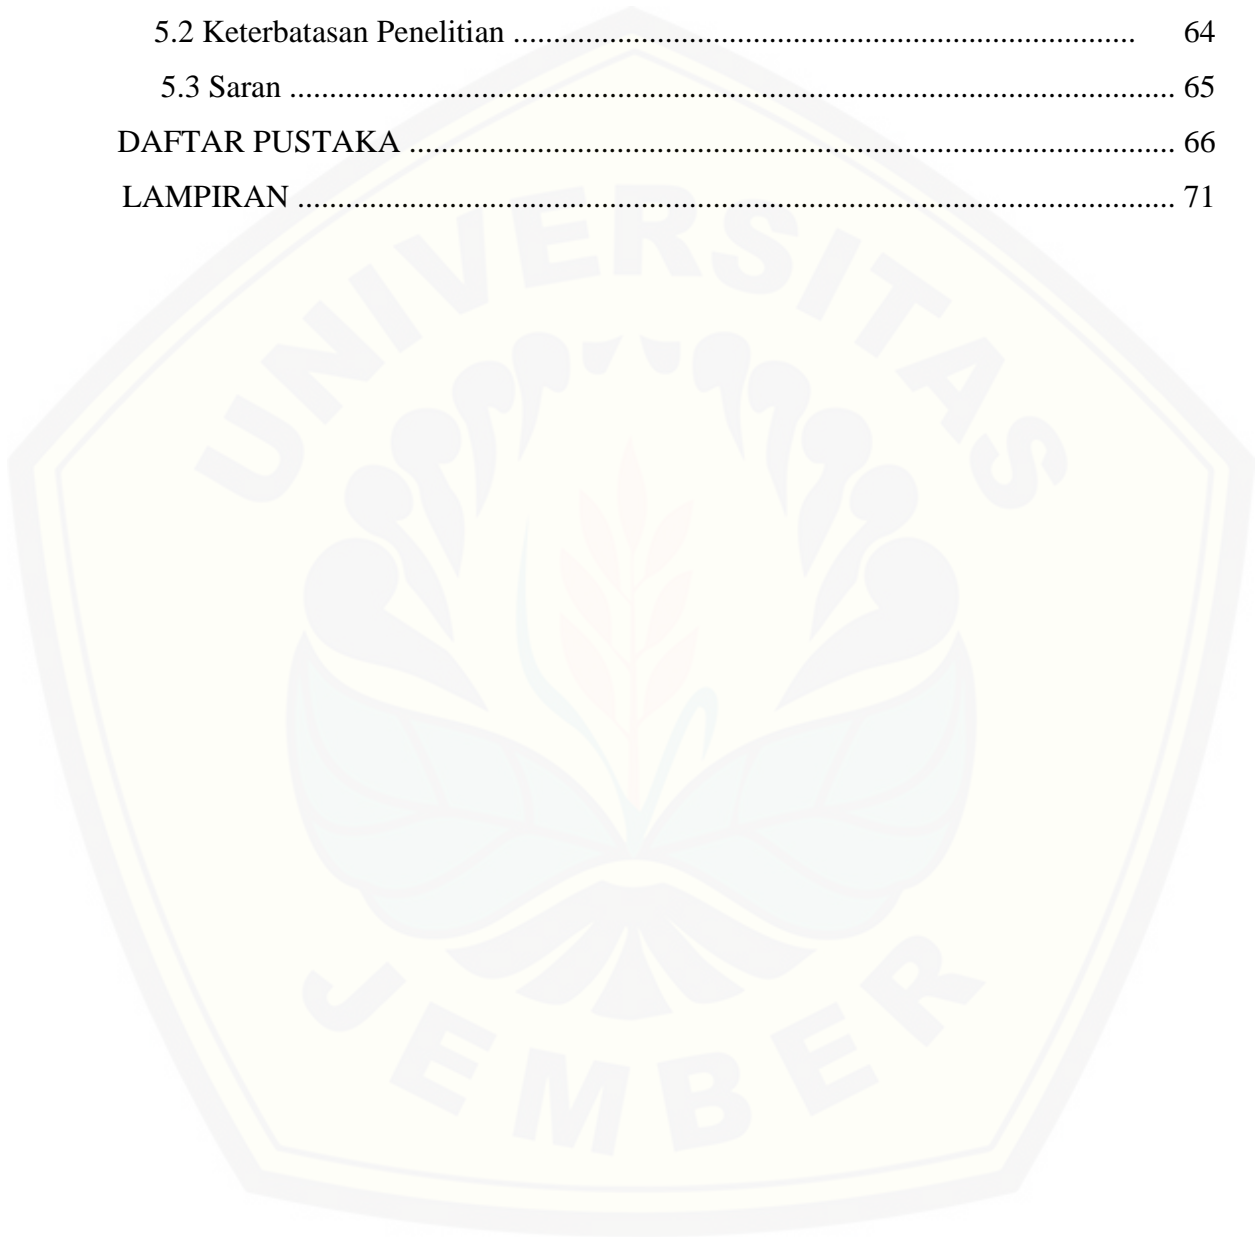 5.2 Keterbatasan Penelitian .............................................................................. 64
5.3 Saran ............................................................................................................... 65
DAFTAR PUSTAKA ................................................................................................ 66
LAMPIRAN .............................................................................................................. 71
UNIVERSITAS
JEMBER